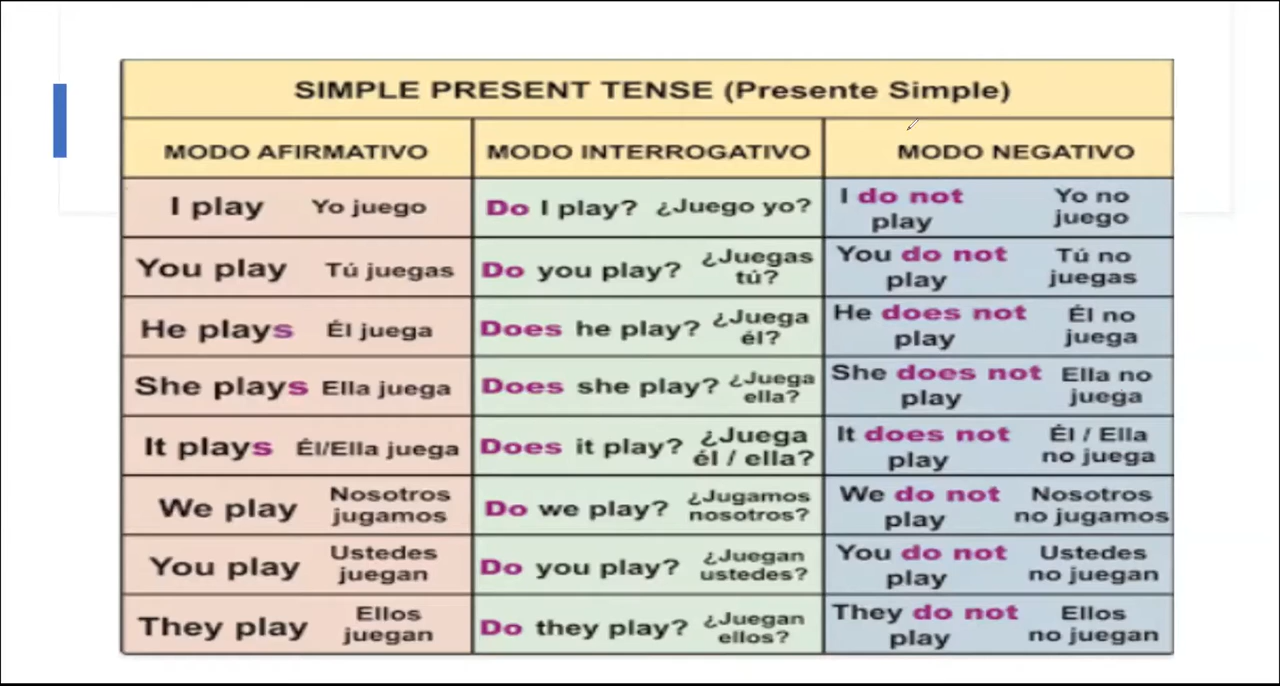 SIMPLE PRESENT TENSE (Presente Simple)
MODO AFIRMATIVO MODO INTERROGATIVO MODO NEGATIVO
I play Yo juego Do I play? ¿Juego yo? I do not play Yo no juego
You play Tú juegas Do you play? ¿Juegas tú? You do not play Tú no juegas
He plays Él juega Does he play? ¿Juega él? He does not play Él no juega
She plays Ella juega Does she play? ¿Juega ella? She does not play Ella no juega
It plays Él/Ella juega Does it play? ¿Juega él / ella? It does not play Él / Ella no juega
We play Nosotros jugamos Do we play? ¿Jugamos nosotros? We do not play Nosotros no jugamos
You play Ustedes juegan Do you play? ¿Juegan ustedes? You do not play Ustedes no juegan
They play Ellos juegan Do they play? ¿Juegan ellos? They do not play Ellos no juegan